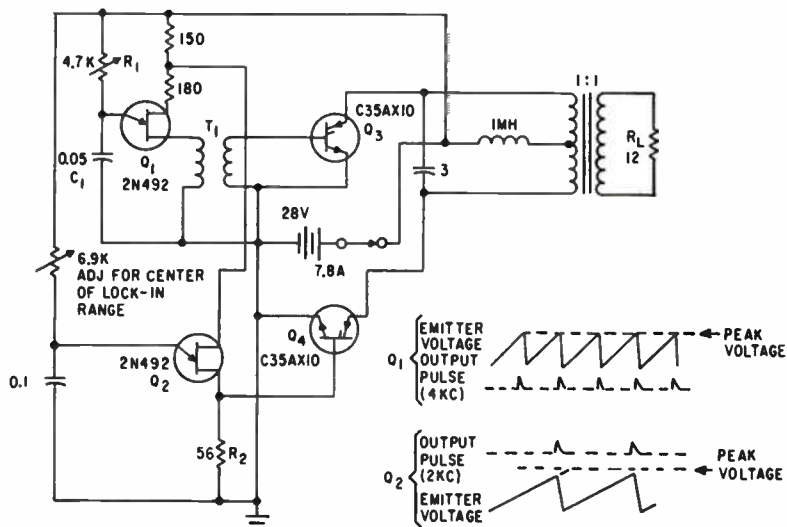 150
4.7K R1
180
T1
C35AX10
Q3
1:1
1MH
RL
12
0.05
C1
Q1
2N492
3
28V
7.8A
6.9K
ADJ FOR CENTER
OF LOCK-IN
RANGE
Q4
C35AX10
2N492
Q2
0.1
56 R2
Q1
EMITTER
VOLTAGE
OUTPUT
PULSE
(4KC)
PEAK
VOLTAGE
Q2
OUTPUT
PULSE
(2KC)
EMITTER
VOLTAGE
PEAK
VOLTAGE